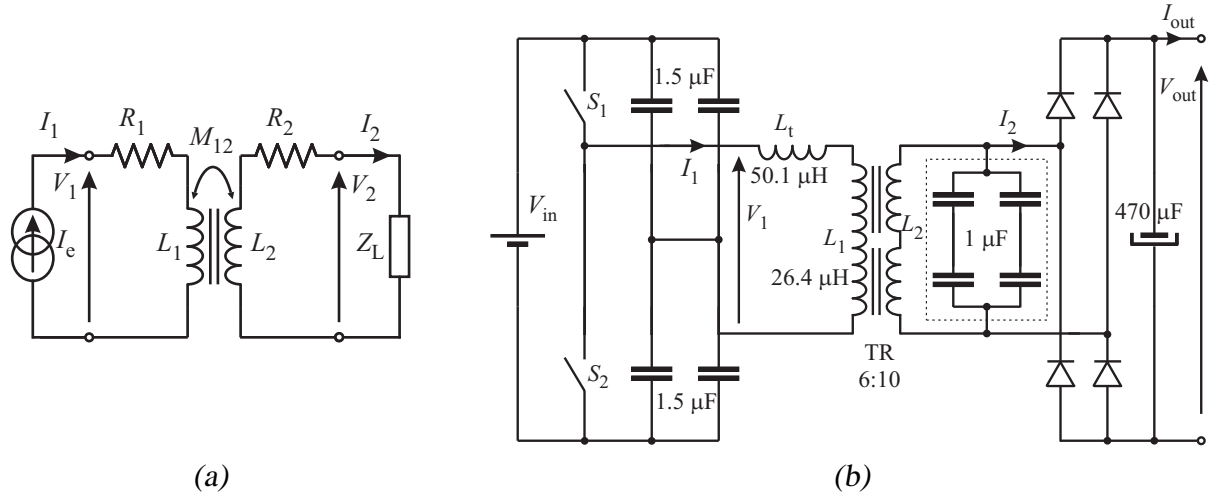 I1
R1
M12
R2
I2
V1
Ie
L1
L2
V2
ZL
(a)
Vin
S1
S2
1.5 μF
1.5 μF
I1
V1
Lt
50.1 μH
L1
26.4 μH
L2
TR
6:10
I2
1 μF
470 μF
Iout
Vout
(b)